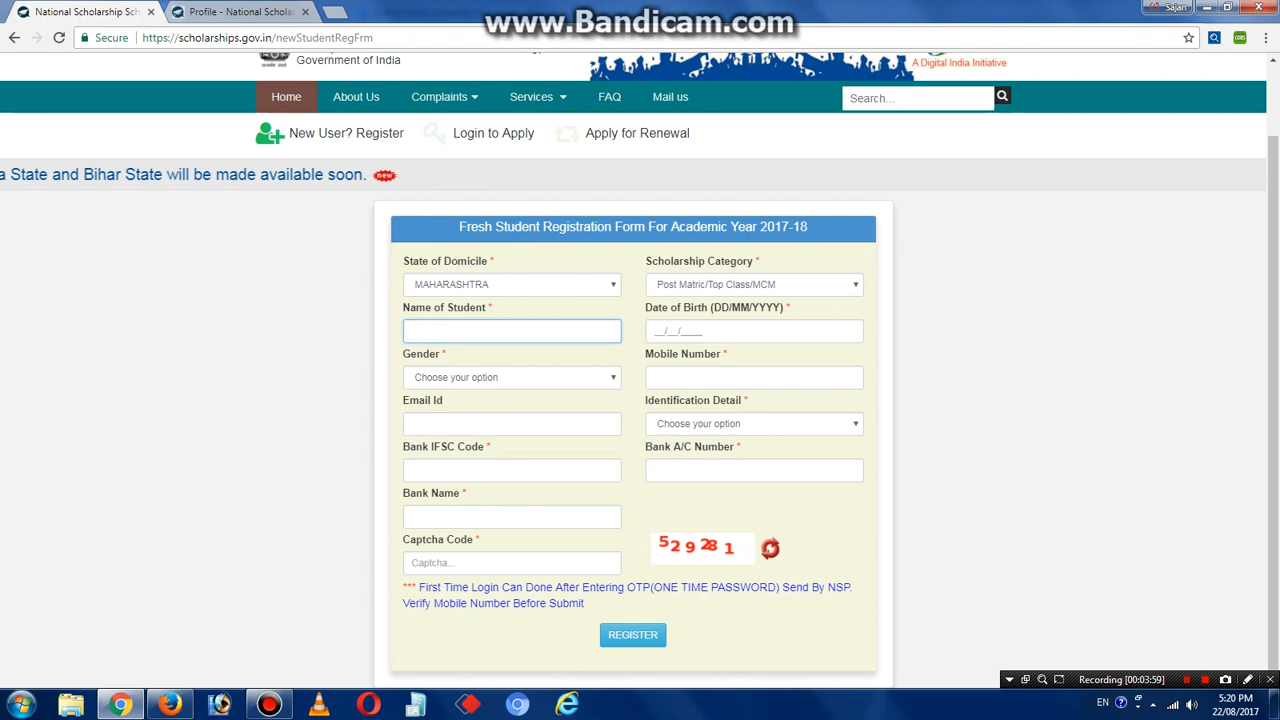 www.Bandicam.com
National Scholarship Sc
Profile - National Scholars
Sajan
Secure
https://scholarships.gov.in/newStudentRegFrm
Government of India
A Digital India Initiative
Home
About Us
Complaints
Services
FAQ
Mail us
Search...
New User? Register
Login to Apply
Apply for Renewal
a State and Bihar State will be made available soon. new
Fresh Student Registration Form For Academic Year 2017-18
State of Domicile *
Scholarship Category *
MAHARASHTRA
Post Matric/Top Class/MCM
Name of Student *
Date of Birth (DD/MM/YYYY) *
__/__/____
Gender *
Mobile Number *
Choose your option
Email Id
Identification Detail *
Choose your option
Bank IFSC Code *
Bank A/C Number *
Bank Name *
Captcha Code *
529281
Captcha...
*** First Time Login Can Done After Entering OTP(ONE TIME PASSWORD) Send By NSP.
Verify Mobile Number Before Submit
REGISTER
Recording [00:03:59]
EN
5:20 PM
22/08/2017